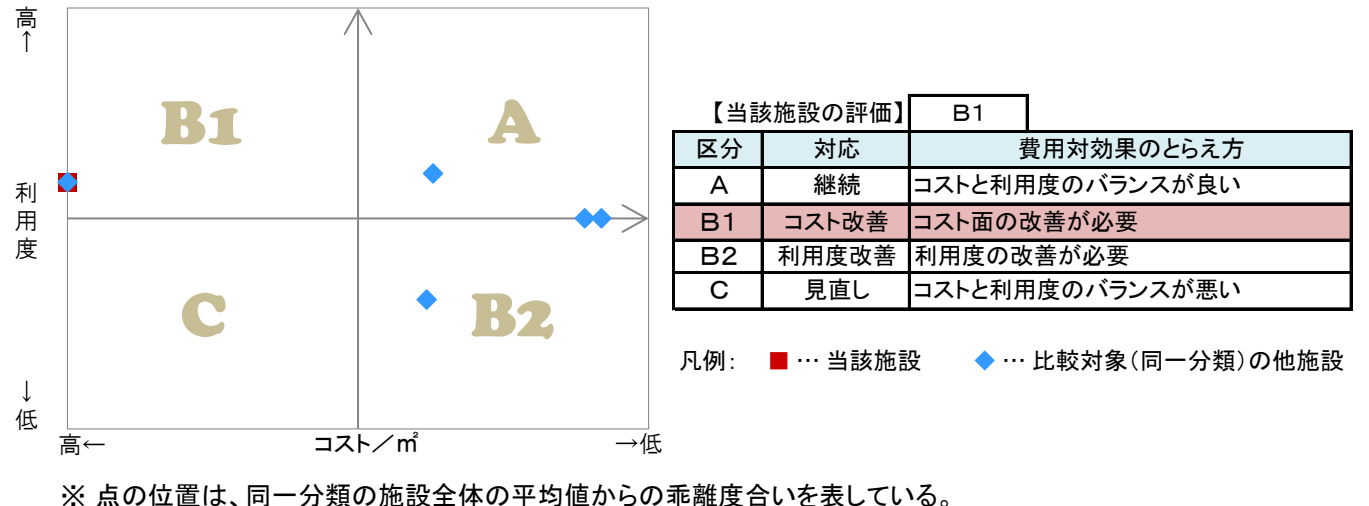 高
↑
B1
A
利
用
度
C
B2
↓
低
高←
コスト／㎡
→低
【当該施設の評価】 B1
区分 対応 費用対効果のとらえ方
A 継続 コストと利用度のバランスが良い
B1 コスト改善 コスト面の改善が必要
B2 利用度改善 利用度の改善が必要
C 見直し コストと利用度のバランスが悪い
凡例: ■ … 当該施設 ◆ … 比較対象(同一分類)の他施設
※ 点の位置は、同一分類の施設全体の平均値からの乖離度合いを表している。